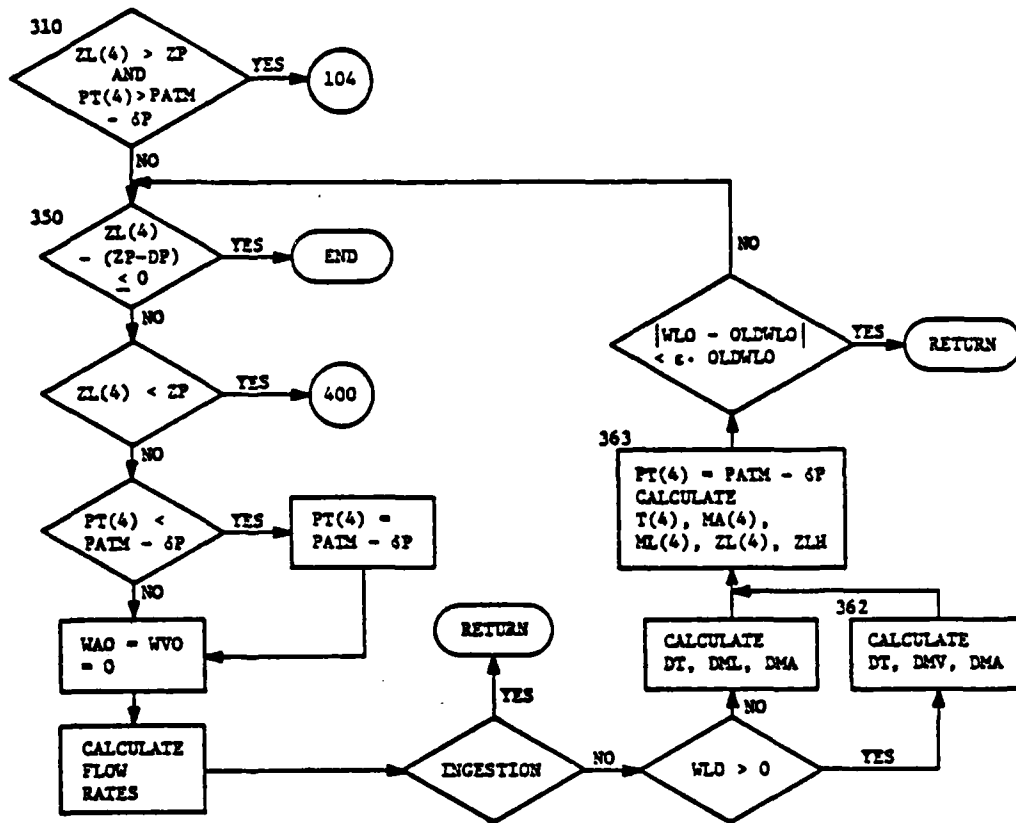 310
ZL(4) > ZP
AND
PT(4)>PATM
- δP
YES
104
NO
350
ZL(4)
- (ZP-DP)
≤ 0
YES
END
NO
ZL(4) < ZP
YES
400
NO
PT(4) <
PATM - δP
YES
PT(4) =
PATM - δP
NO
WAO = WVO
= 0
CALCULATE
FLOW
RATES
INGESTION
YES
RETURN
NO
WLO > 0
NO
YES
CALCULATE
DT, DML, DMA
362
CALCULATE
DT, DMV, DMA
363
PT(4) = PATM - δP
CALCULATE
T(4), MA(4),
ML(4), ZL(4), ZLH
|WLO - OLDWLO|
< ε· OLDWLO
YES
RETURN
NO